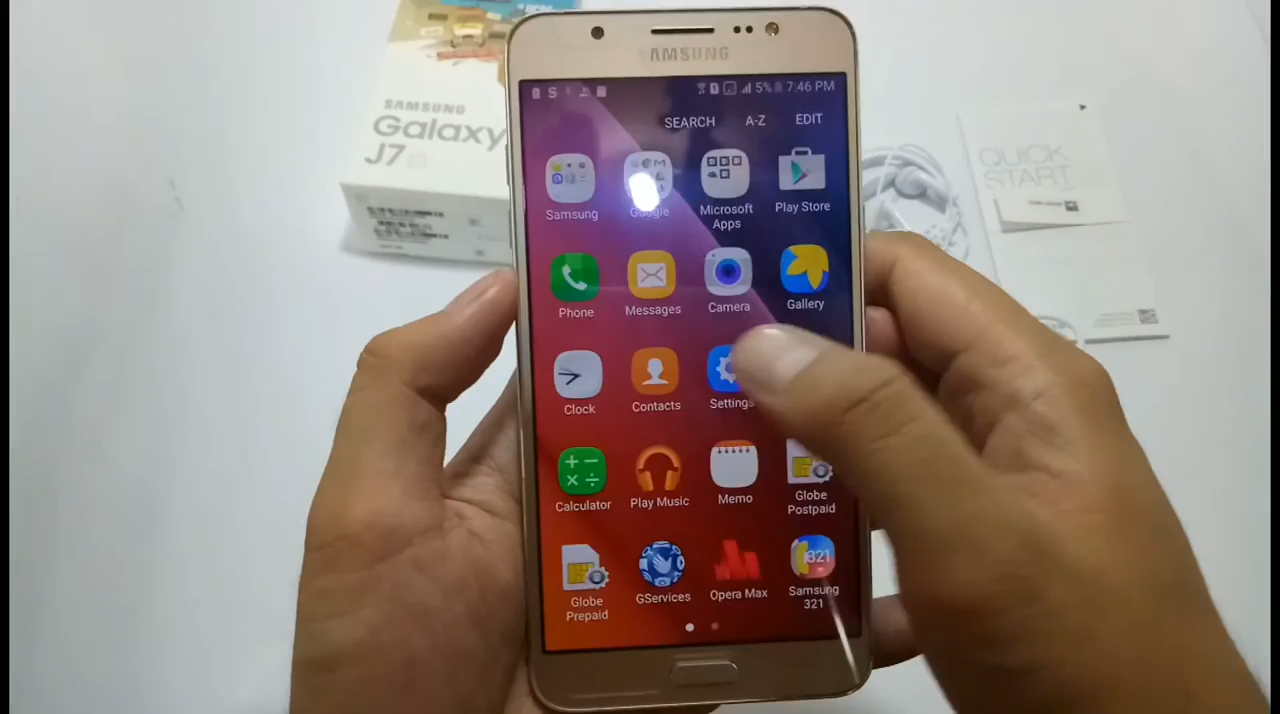 SAMSUNG
Galaxy
J7
SAMSUNG
5% 7:46 PM
SEARCH A-Z EDIT
Samsung Google Microsoft Apps Play Store
Phone Messages Camera Gallery
Clock Contacts Settings
Calculator Play Music Memo Globe Postpaid
Globe Prepaid GServices Opera Max Samsung 321
321
QUICK
START